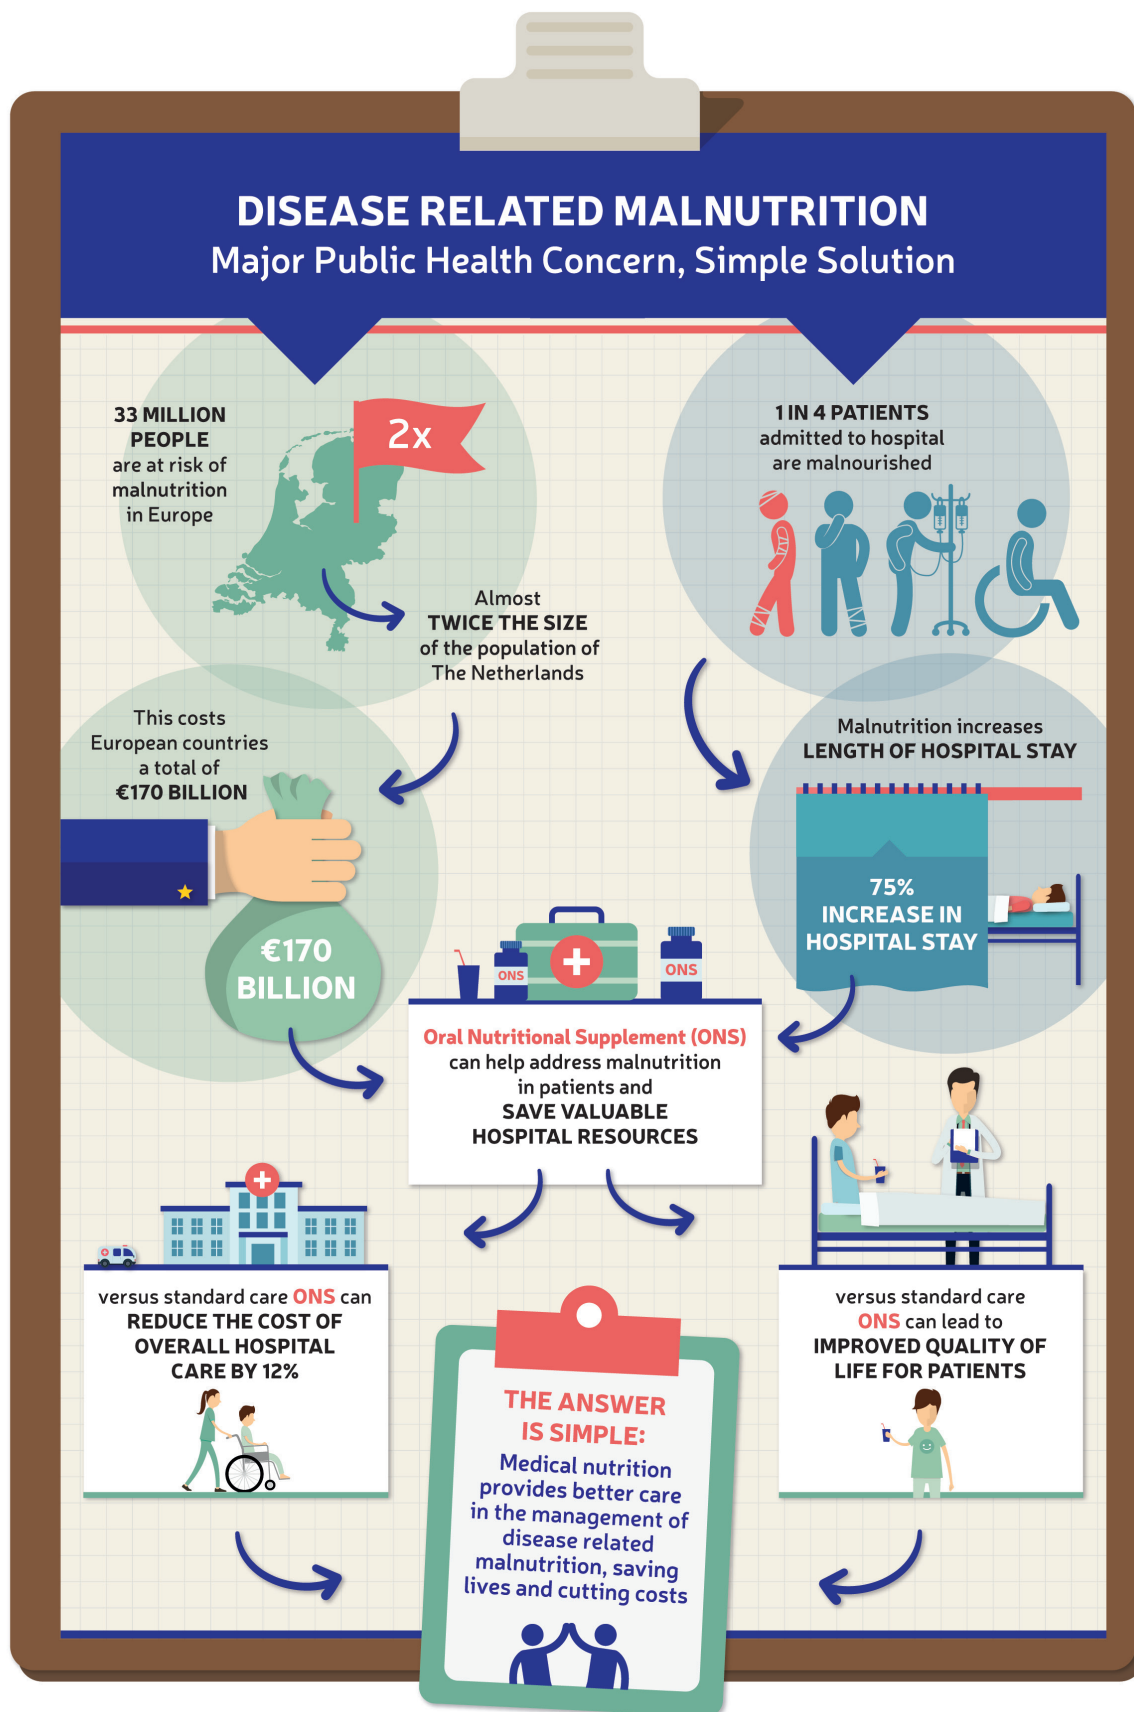 DISEASE RELATED MALNUTRITION
Major Public Health Concern, Simple Solution
33 MILLION
PEOPLE
are at risk of
malnutrition
in Europe
2x
Almost
TWICE THE SIZE
of the population of
The Netherlands
1 IN 4 PATIENTS
admitted to hospital
are malnourished
This costs
European countries
a total of
€170 BILLION
€170
BILLION
Malnutrition increases
LENGTH OF HOSPITAL STAY
75%
INCREASE IN
HOSPITAL STAY
ONS
ONS
Oral Nutritional Supplement (ONS)
can help address malnutrition
in patients and
SAVE VALUABLE
HOSPITAL RESOURCES
versus standard care ONS can
REDUCE THE COST OF
OVERALL HOSPITAL
CARE BY 12%
versus standard care
ONS can lead to
IMPROVED QUALITY OF
LIFE FOR PATIENTS
THE ANSWER
IS SIMPLE:
Medical nutrition
provides better care
in the management of
disease related
malnutrition, saving
lives and cutting costs